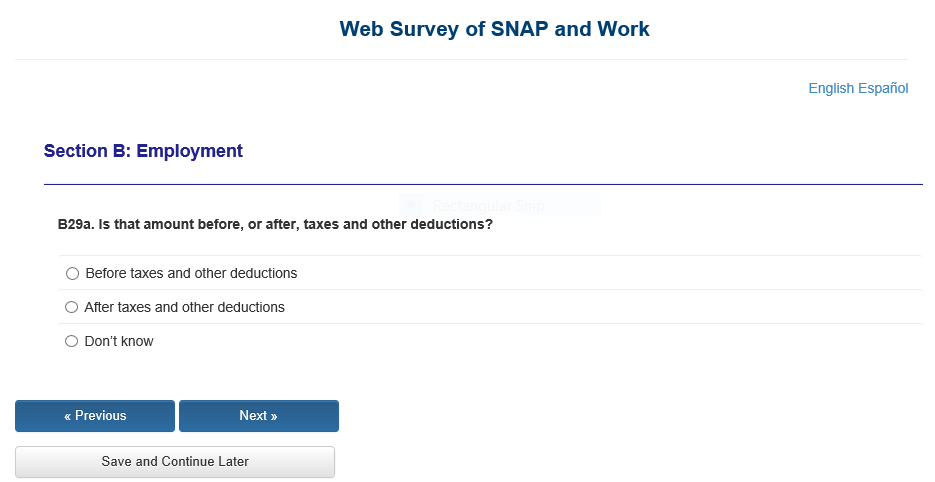 Web Survey of SNAP and Work
English Español
Section B: Employment
Rectangular Snip
B29a. Is that amount before, or after, taxes and other deductions?
Before taxes and other deductions
After taxes and other deductions
Don't know
« Previous
Next »
Save and Continue Later